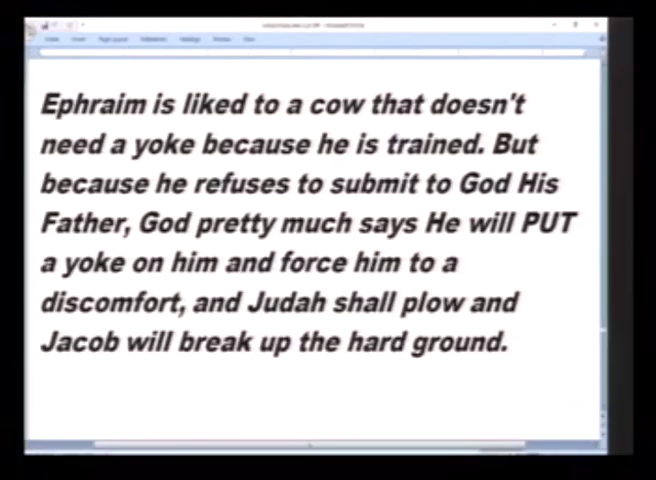 Ephraim is liked to a cow that doesn't
need a yoke because he is trained. But
because he refuses to submit to God His
Father, God pretty much says He will PUT
a yoke on him and force him to a
discomfort, and Judah shall plow and
Jacob will break up the hard ground.